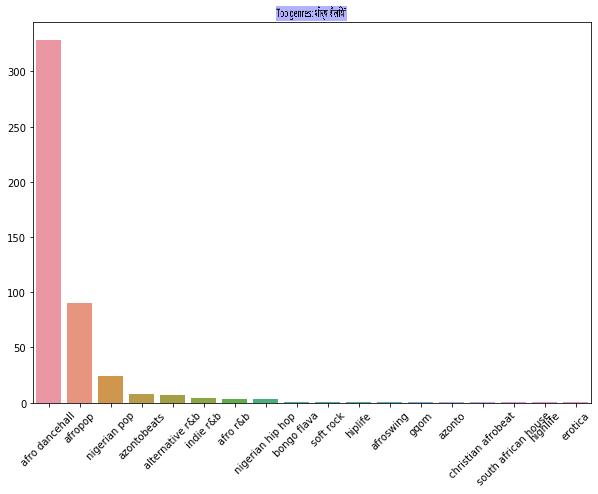 Top genres: शीर्ष शैलियाँ
350
300
250
200
150
100
50
0
afro dancehall
afropop
nigerian pop
azontobeats
alternative r&b
indie r&b
afro r&b
nigerian hip hop
bongo flava
soft rock
hiplife
afroswing
gqom
azonto
christian afrobeat
south african house
highlife
erotica